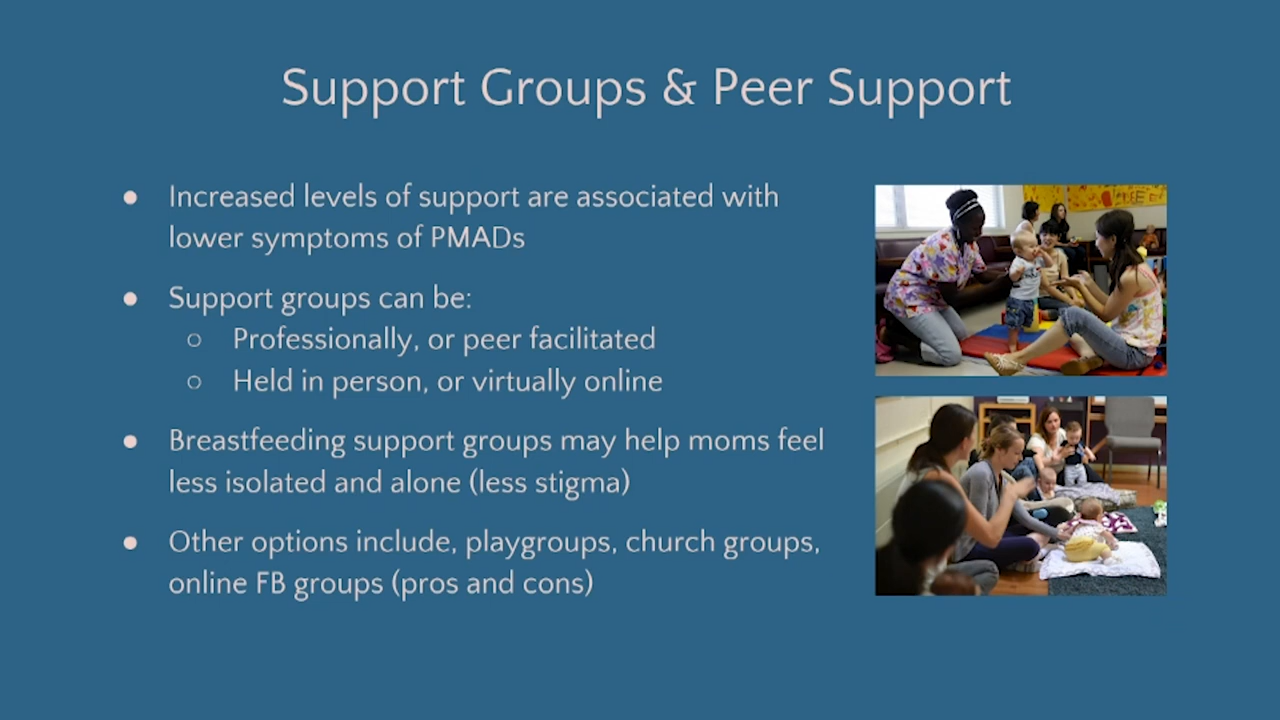 Support Groups & Peer Support
● Increased levels of support are associated with
lower symptoms of PMADs
● Support groups can be:
○ Professionally, or peer facilitated
○ Held in person, or virtually online
● Breastfeeding support groups may help moms feel
less isolated and alone (less stigma)
● Other options include, playgroups, church groups,
online FB groups (pros and cons)